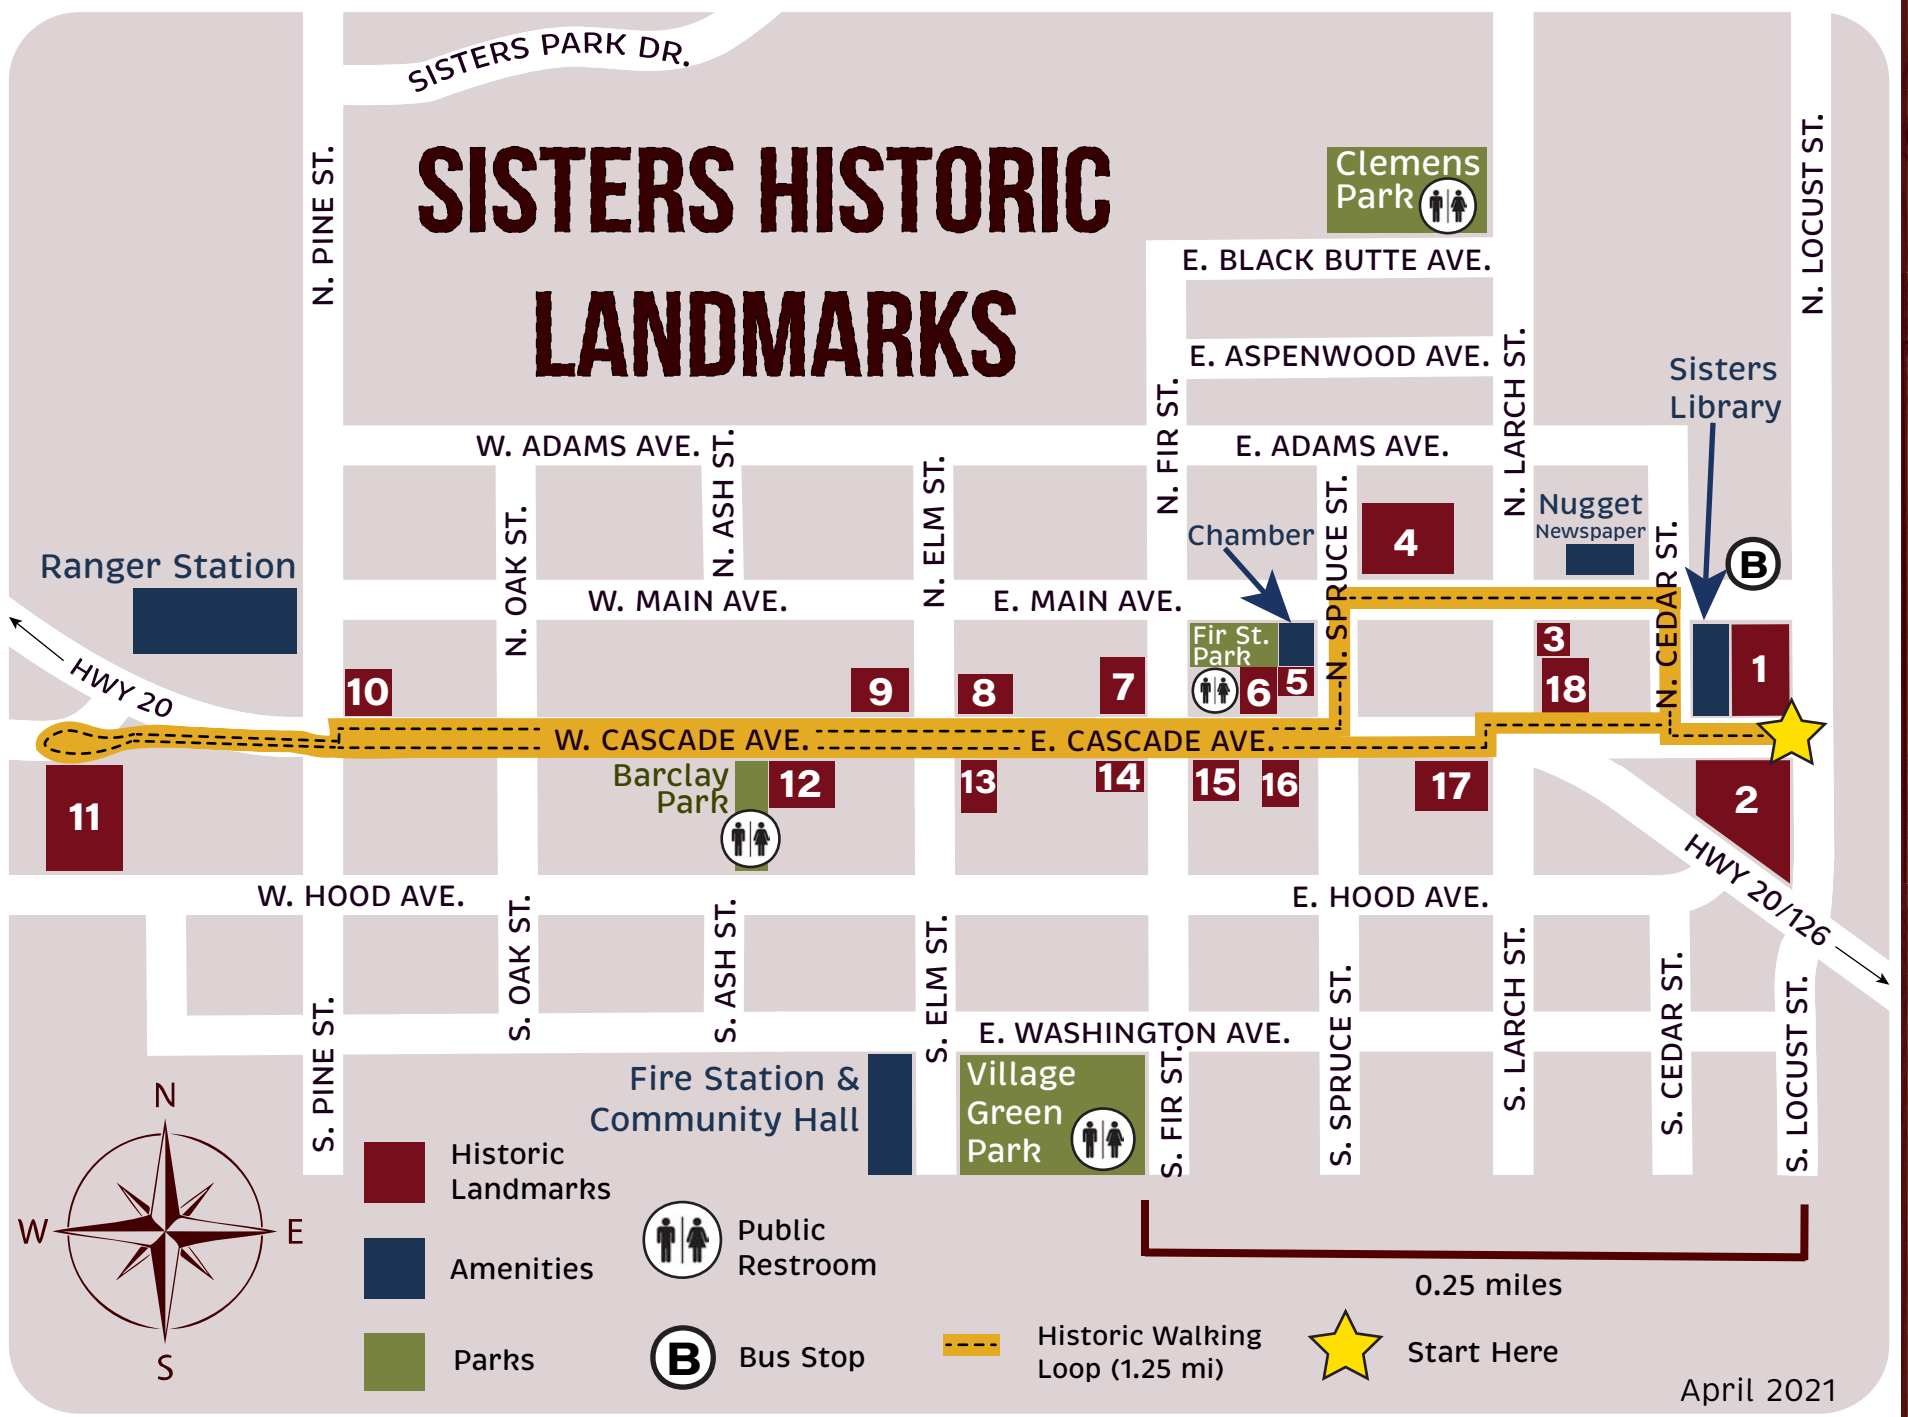 SISTERS PARK DR.
SISTERS HISTORIC
LANDMARKS
N. PINE ST.
Clemens
Park
N. LOCUST ST.
E. BLACK BUTTE AVE.
E. ASPENWOOD AVE.
N. LARCH ST.
Sisters
Library
N. FIR ST.
W. ADAMS AVE.
N. ASH ST.
E. ADAMS AVE.
N. ELM ST.
N. OAK ST.
N. SPRUCE ST.
Chamber
4
Nugget
Newspaper
N. CEDAR ST.
B
Ranger Station
W. MAIN AVE.
E. MAIN AVE.
Fir St.
Park
3
1
HWY 20
10
9
8
7
6
5
18
W. CASCADE AVE.
E. CASCADE AVE.
Barclay
Park
12
13
14
15
16
17
2
11
HWY 20/126
W. HOOD AVE.
E. HOOD AVE.
S. PINE ST.
S. OAK ST.
S. ASH ST.
S. ELM ST.
E. WASHINGTON AVE.
S. FIR ST.
S. SPRUCE ST.
S. LARCH ST.
S. CEDAR ST.
S. LOCUST ST.
Fire Station &
Community Hall
Village
Green
Park
N
W
E
S
Historic
Landmarks
Amenities
Parks
Public
Restroom
B
Bus Stop
0.25 miles
Historic Walking
Loop (1.25 mi)
Start Here
April 2021